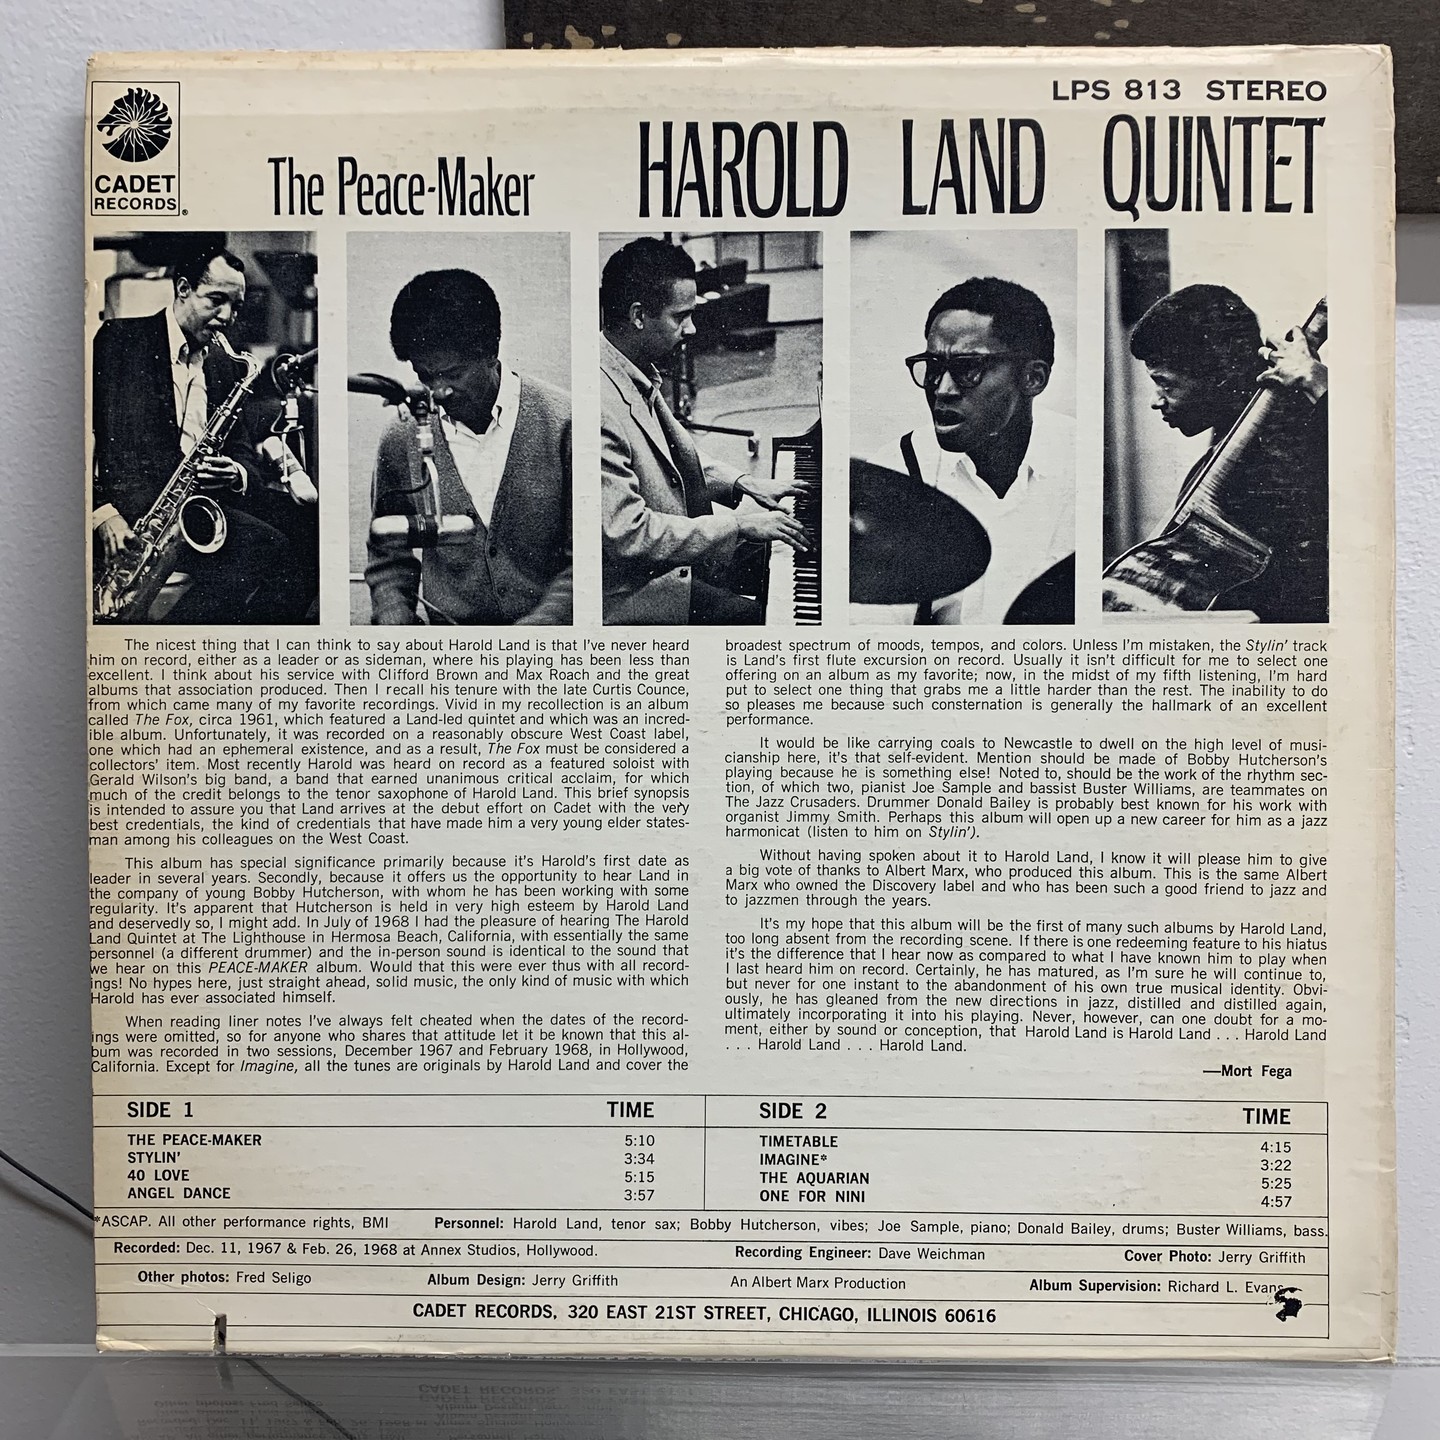 LPS 813 STEREO
CADET
RECORDS®
The Peace-Maker
HAROLD LAND QUINTET
The nicest thing that I can think to say about Harold Land is that I've never heard
him on record, either as a leader or as sideman, where his playing has been less than
excellent. I think about his service with Clifford Brown and Max Roach and the great
albums that association produced. Then I recall his tenure with the late Curtis Counce,
from which came many of my favorite recordings. Vivid in my recollection is an album
called The Fox, circa 1961, which featured a Land-led quintet and which was an incred-
ible album. Unfortunately, it was recorded on a reasonably obscure West Coast label,
one which had an ephemeral existence, and as a result, The Fox must be considered a
collectors' item. Most recently Harold was heard on record as a featured soloist with
Gerald Wilson's big band, a band that earned unanimous critical acclaim, for which
much of the credit belongs to the tenor saxophone of Harold Land. This brief synopsis
is intended to assure you that Land arrives at the debut effort on Cadet with the very
best credentials, the kind of credentials that have made him a very young elder states-
man among his colleagues on the West Coast.
This album has special significance primarily because it's Harold's first date as
leader in several years. Secondly, because it offers us the opportunity to hear Land in
the company of young Bobby Hutcherson, with whom he has been working with some
regularity. It's apparent that Hutcherson is held in very high esteem by Harold Land
and deservedly so, I might add. In July of 1968 I had the pleasure of hearing The Harold
Land Quintet at The Lighthouse in Hermosa Beach, California, with essentially the same
personnel (a different drummer) and the in-person sound is identical to the sound that
we hear on this PEACE-MAKER album. Would that this were ever thus with all record-
ings! No hypes here, just straight ahead, solid music, the only kind of music with which
Harold has ever associated himself.
When reading liner notes I've always felt cheated when the dates of the record-
ings were omitted, so for anyone who shares that attitude let it be known that this al-
bum was recorded in two sessions, December 1967 and February 1968, in Hollywood,
California. Except for Imagine, all the tunes are originals by Harold Land and cover the
broadest spectrum of moods, tempos, and colors. Unless I'm mistaken, the Stylin' track
is Land's first flute excursion on record. Usually it isn't difficult for me to select one
offering on an album as my favorite; now, in the midst of my fifth listening, I'm hard
put to select one thing that grabs me a little harder than the rest. The inability to do
so pleases me because such consternation is generally the hallmark of an excellent
performance.
It would be like carrying coals to Newcastle to dwell on the high level of musi-
cianship here, it's that self-evident. Mention should be made of Bobby Hutcherson's
playing because he is something else! Noted to, should be the work of the rhythm sec-
tion, of which two, pianist Joe Sample and bassist Buster Williams, are teammates on
The Jazz Crusaders. Drummer Donald Bailey is probably best known for his work with
organist Jimmy Smith. Perhaps this album will open up a new career for him as a jazz
harmonicat (listen to him on Stylin').
Without having spoken about it to Harold Land, I know it will please him to give
a big vote of thanks to Albert Marx, who produced this album. This is the same Albert
Marx who owned the Discovery label and who has been such a good friend to jazz and
to jazzmen through the years.
It's my hope that this album will be the first of many such albums by Harold Land,
too long absent from the recording scene. If there is one redeeming feature to his hiatus
it's the difference that I hear now as compared to what I have known him to play when
I last heard him on record. Certainly, he has matured, as I'm sure he will continue to,
but never for one instant to the abandonment of his own true musical identity. Obvi-
ously, he has gleaned from the new directions in jazz, distilled and distilled again,
ultimately incorporating it into his playing. Never, however, can one doubt for a mo-
ment, either by sound or conception, that Harold Land is Harold Land . . . Harold Land
. . . Harold Land . . . Harold Land.
—Mort Fega
SIDE 1 TIME
THE PEACE-MAKER 5:10
STYLIN' 3:34
40 LOVE 5:15
ANGEL DANCE 3:57
SIDE 2 TIME
TIMETABLE 4:15
IMAGINE* 3:22
THE AQUARIAN 5:25
ONE FOR NINI 4:57
*ASCAP. All other performance rights, BMI Personnel: Harold Land, tenor sax; Bobby Hutcherson, vibes; Joe Sample, piano; Donald Bailey, drums; Buster Williams, bass.
Recorded: Dec. 11, 1967 & Feb. 26, 1968 at Annex Studios, Hollywood. Recording Engineer: Dave Weichman Cover Photo: Jerry Griffith
Other photos: Fred Seligo Album Design: Jerry Griffith An Albert Marx Production Album Supervision: Richard L. Evans
CADET RECORDS, 320 EAST 21ST STREET, CHICAGO, ILLINOIS 60616